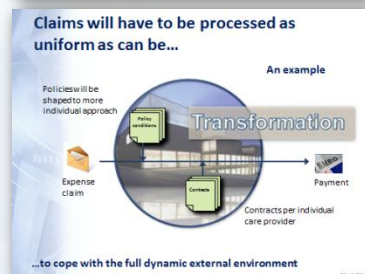 Claims will have to be processed as
uniform as can be...
An example
Policies will be
shaped to more
individual approach
Policy
conditions
Transformation
EURO
Expense
claim
Contracts
Payment
Contracts per individual
care provider
...to cope with the full dynamic external environment